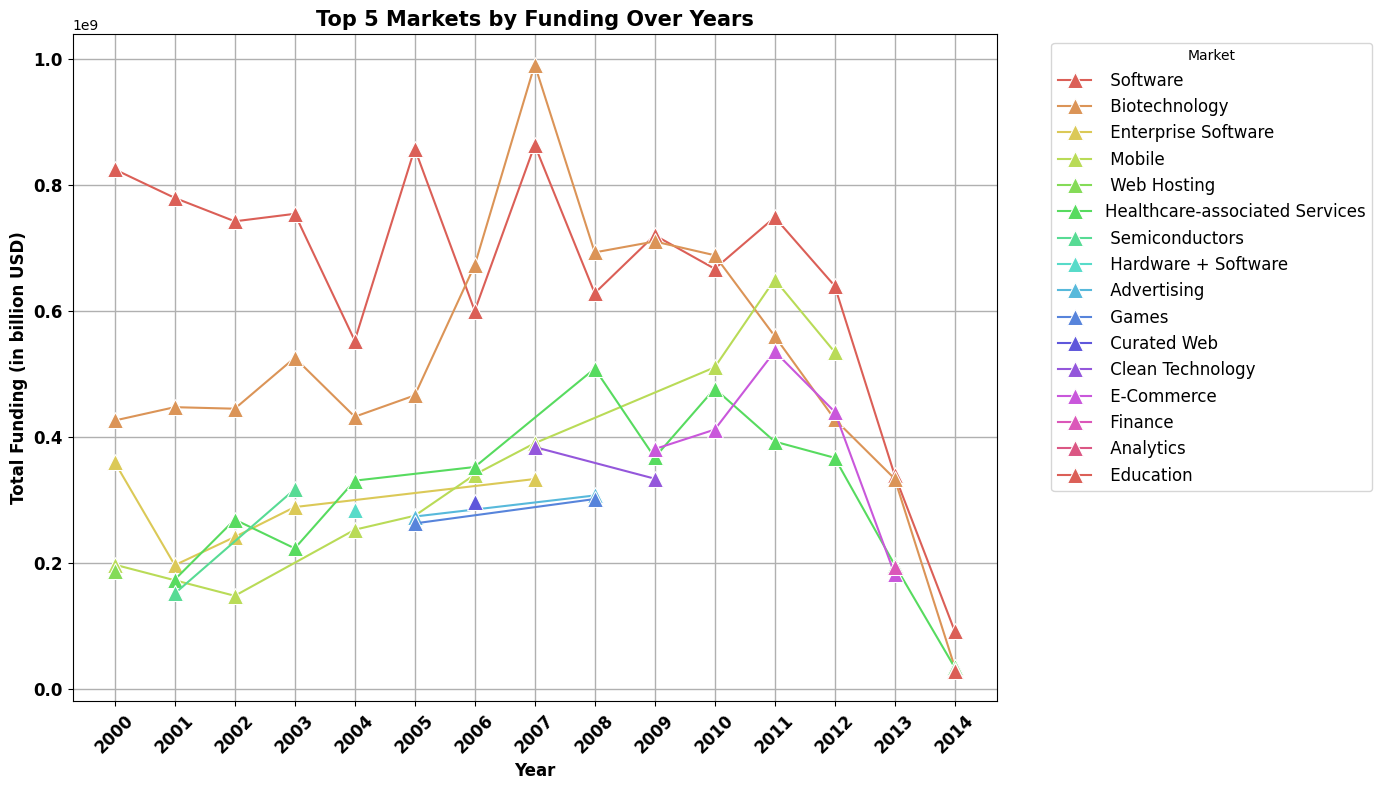 Top 5 Markets by Funding Over Years
1e9
1.0
0.8
0.6
0.4
0.2
0.0
Total Funding (in billion USD)
2000
2001
2002
2003
2004
2005
2006
2007
2008
2009
2010
2011
2012
2013
2014
Year
Market
Software
Biotechnology
Enterprise Software
Mobile
Web Hosting
Healthcare-associated Services
Semiconductors
Hardware + Software
Advertising
Games
Curated Web
Clean Technology
E-Commerce
Finance
Analytics
Education